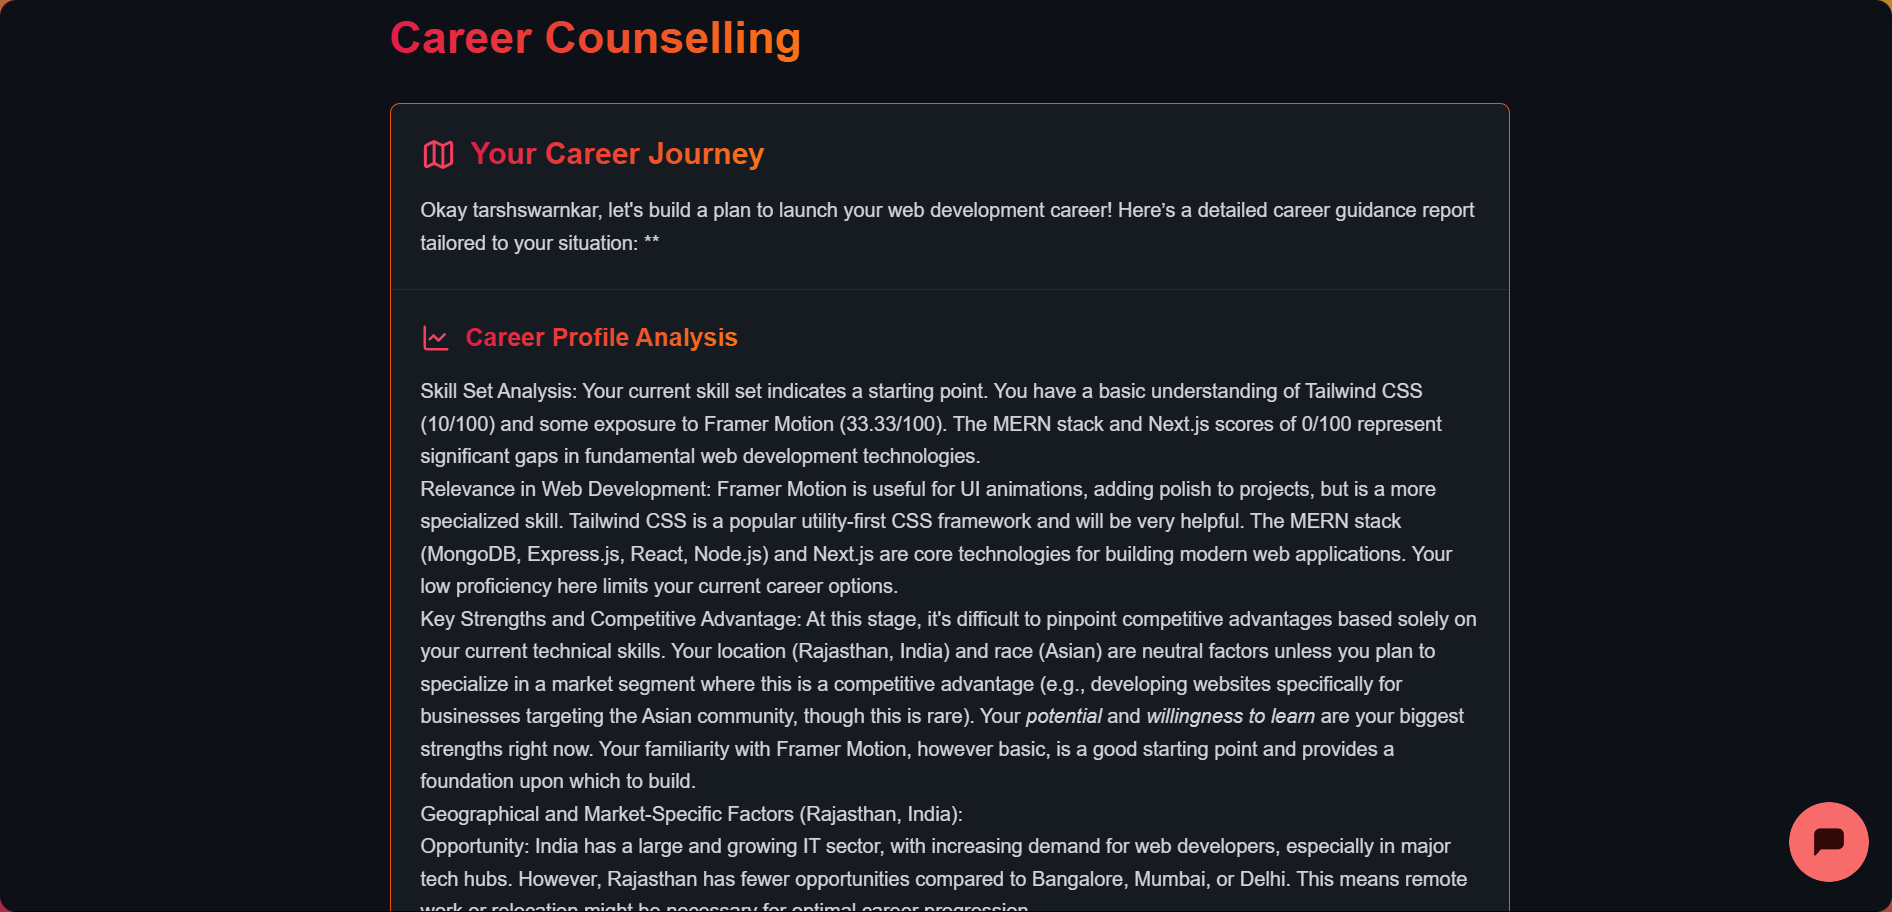 Career Counselling
Your Career Journey
Okay tarshswarnkar, let's build a plan to launch your web development career! Here’s a detailed career guidance report
tailored to your situation: **
Career Profile Analysis
Skill Set Analysis: Your current skill set indicates a starting point. You have a basic understanding of Tailwind CSS
(10/100) and some exposure to Framer Motion (33.33/100). The MERN stack and Next.js scores of 0/100 represent
significant gaps in fundamental web development technologies.
Relevance in Web Development: Framer Motion is useful for UI animations, adding polish to projects, but is a more
specialized skill. Tailwind CSS is a popular utility-first CSS framework and will be very helpful. The MERN stack
(MongoDB, Express.js, React, Node.js) and Next.js are core technologies for building modern web applications. Your
low proficiency here limits your current career options.
Key Strengths and Competitive Advantage: At this stage, it's difficult to pinpoint competitive advantages based solely on
your current technical skills. Your location (Rajasthan, India) and race (Asian) are neutral factors unless you plan to
specialize in a market segment where this is a competitive advantage (e.g., developing websites specifically for
businesses targeting the Asian community, though this is rare). Your potential and willingness to learn are your biggest
strengths right now. Your familiarity with Framer Motion, however basic, is a good starting point and provides a
foundation upon which to build.
Geographical and Market-Specific Factors (Rajasthan, India):
Opportunity: India has a large and growing IT sector, with increasing demand for web developers, especially in major
tech hubs. However, Rajasthan has fewer opportunities compared to Bangalore, Mumbai, or Delhi. This means remote
work or relocation might be necessary for optimal career progression.